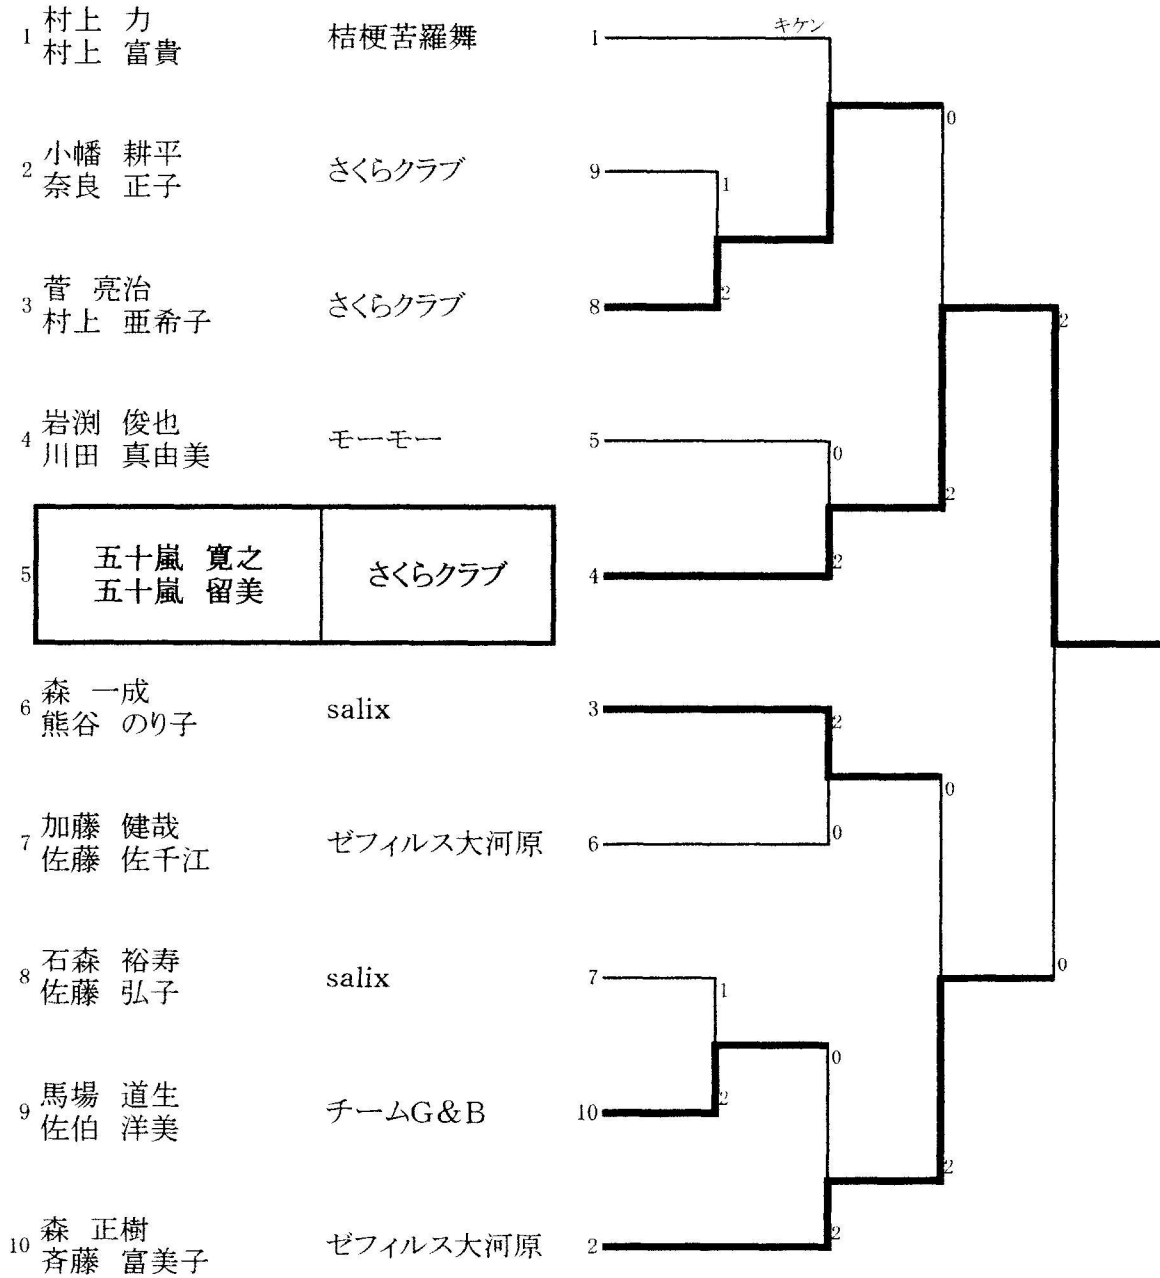 1 村上 力
村上 富貴
桔梗苦羅舞
2 小幡 耕平
奈良 正子
さくらクラブ
3 菅 亮治
村上 亜希子
さくらクラブ
4 岩渕 俊也
川田 真由美
モーモー
5 五十嵐 寛之
五十嵐 留美
さくらクラブ
6 森 一成
熊谷 のり子
salix
7 加藤 健哉
佐藤 佐千江
ゼフィルス大河原
8 石森 裕寿
佐藤 弘子
salix
9 馬場 道生
佐伯 洋美
チームG&B
10 森 正樹
斉藤 富美子
ゼフィルス大河原
1 キケン
0
9 1
8 2
2
5 0
2
4 2
3 2
0
6 0
7 1
0
0
10 2
2
2 2